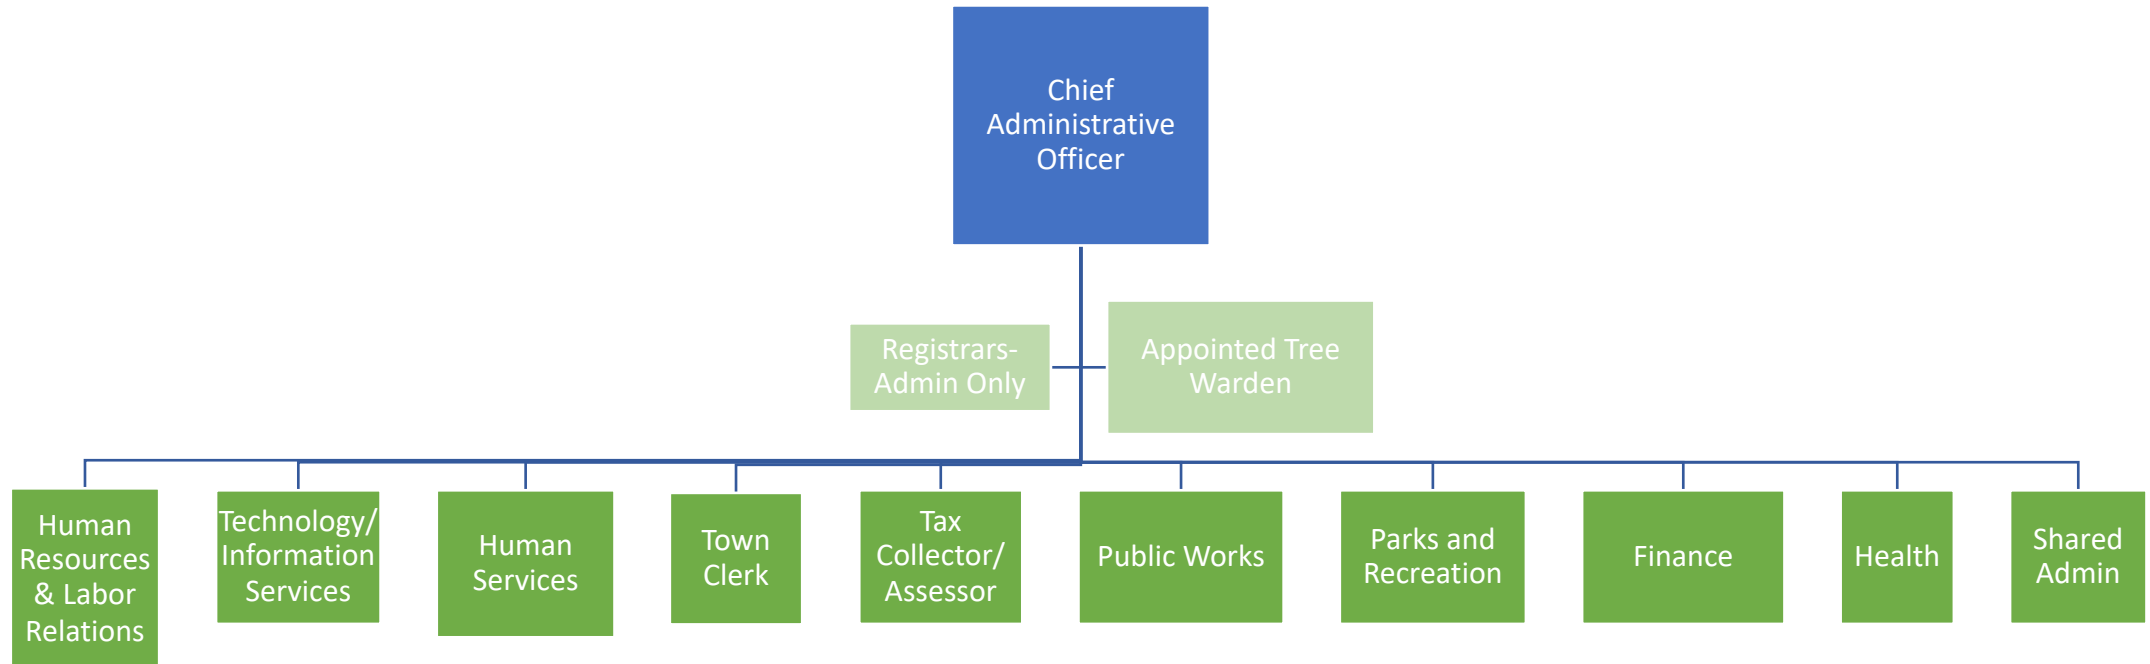 Chief
Administrative
Officer
Registrars-
Admin Only
Appointed Tree
Warden
Human
Resources
& Labor
Relations
Technology/
Information
Services
Human
Services
Town
Clerk
Tax
Collector/
Assessor
Public Works
Parks and
Recreation
Finance
Health
Shared
Admin